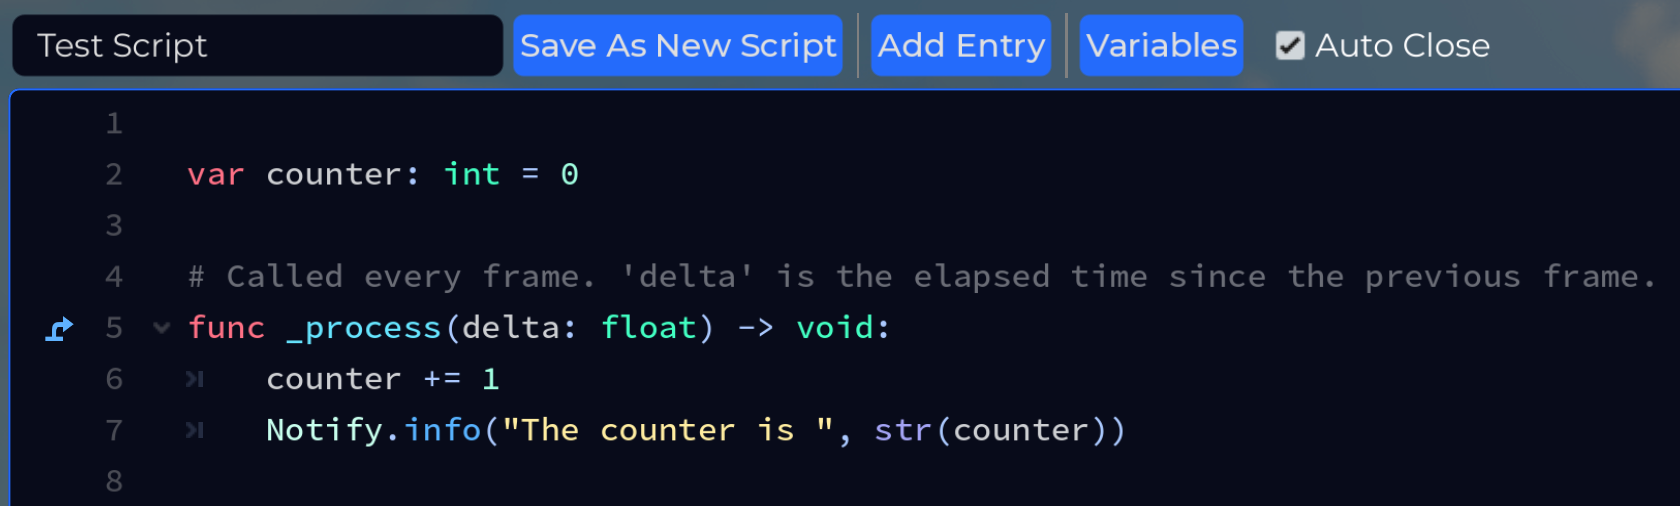 Test Script Save As New Script Add Entry Variables Auto Close
1
2 var counter: int = 0
3
4 # Called every frame. 'delta' is the elapsed time since the previous frame.
5 func _process(delta: float) -> void:
6 counter += 1
7 Notify.info("The counter is ", str(counter))
8